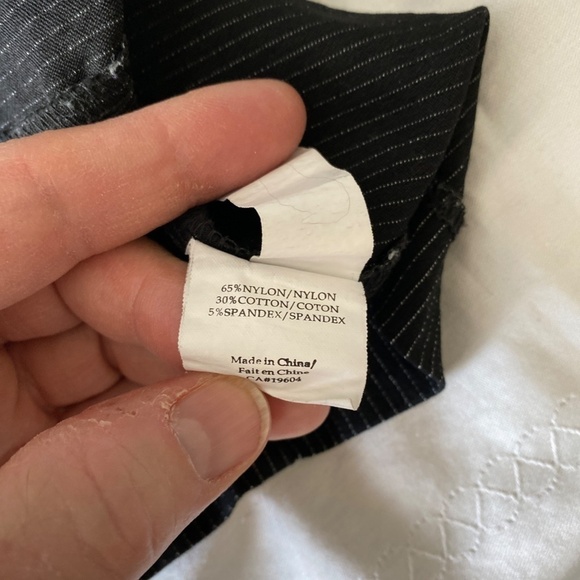 65%NYLON/NYLON
30%COTTON/COTON
5%SPANDEX/SPANDEX
Made in China/
Fait en Chine
CA#19604